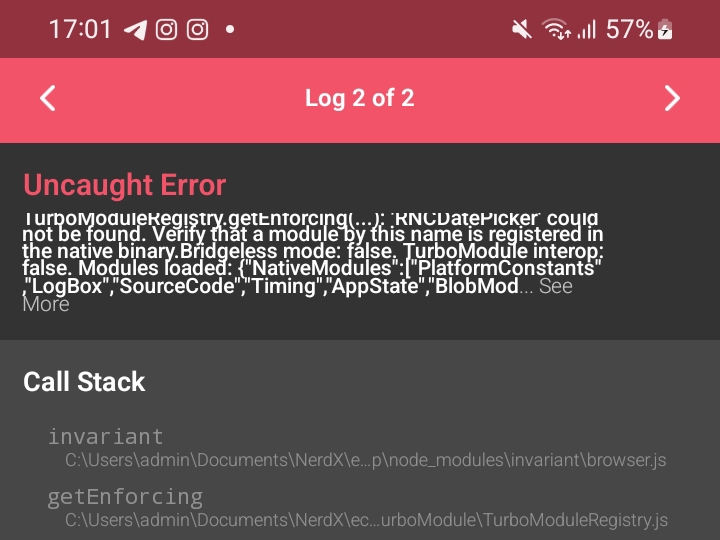 17:01
57%
Log 2 of 2
Uncaught Error
TurboModuleRegistry.getEnforcing(...): 'RNCDatePicker' could
not be found. Verify that a module by this name is registered in
the native binary.Bridgeless mode: false. TurboModule interop:
false. Modules loaded: {"NativeModules":["PlatformConstants"
,"LogBox","SourceCode","Timing","AppState","BlobMod... See
More
Call Stack
invariant
C:\Users\admin\Documents\NerdX\e...p\node_modules\invariant\browser.js
getEnforcing
C:\Users\admin\Documents\NerdX\ec...urboModule\TurboModuleRegistry.js